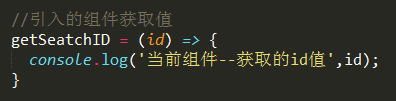 //引入的组件获取值
getSeatchID = (id) => {
  console.log('当前组件--获取的id值',id);
}